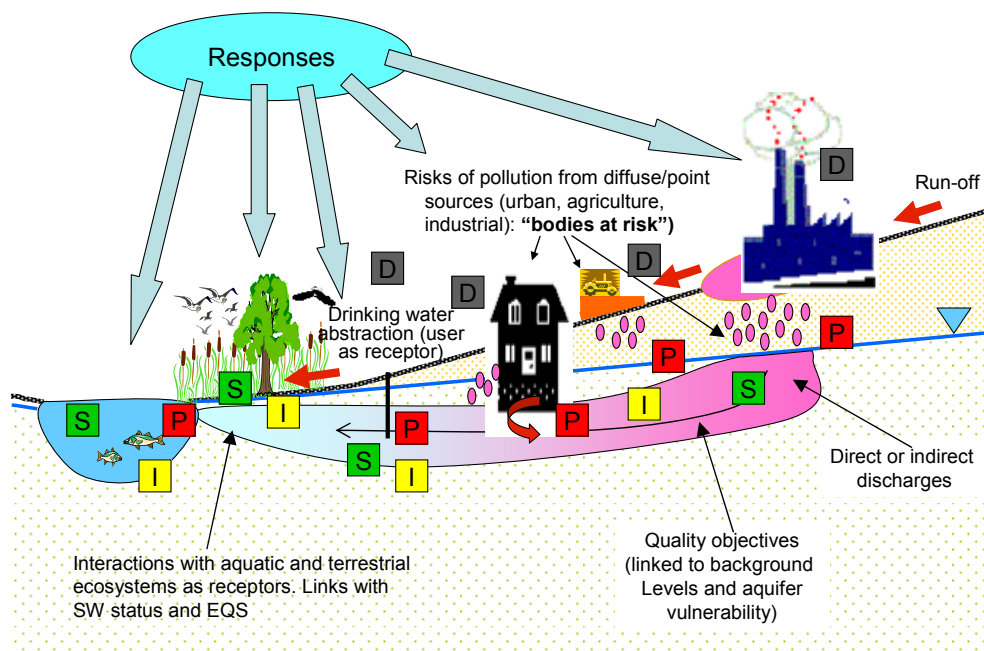 Responses
D
Risks of pollution from diffuse/point
sources (urban, agriculture,
industrial): “bodies at risk”)
Run-off
D
D
D
Drinking water
abstraction (user
as receptor)
P
P
S
I
S
S
P
I
P
P
I
S
I
Direct or indirect
discharges
Interactions with aquatic and terrestrial
ecosystems as receptors. Links with
SW status and EQS
Quality objectives
(linked to background
Levels and aquifer
vulnerability)